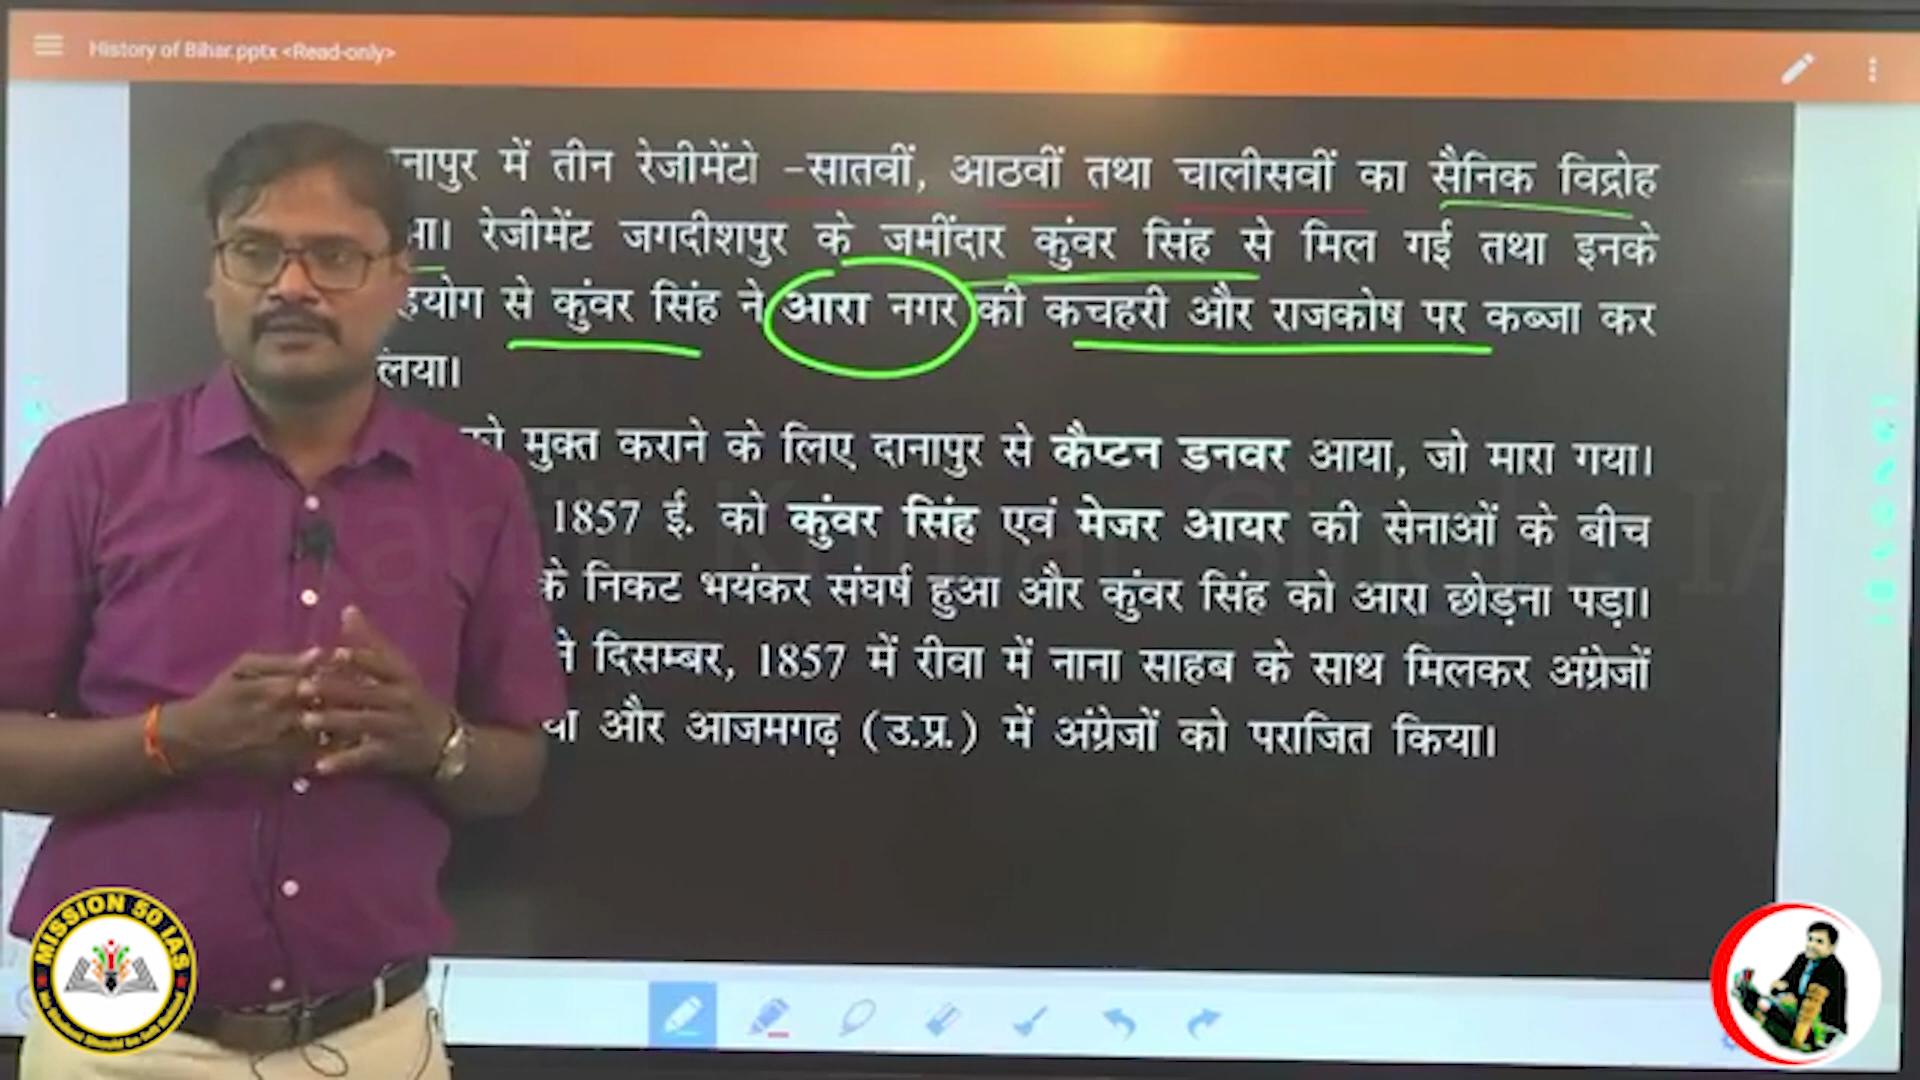 History of Bihar.pptx <Read-only>
में तीन रेजीमेंटो –सातवीं, आठवीं तथा चालीसवीं का सैनिक विद्रोह
रेजीमेंट जगदीशपुर के जमींदार कुंवर सिंह से मिल गई तथा इनके
से कुंवर सिंह ने आरा नगर की कचहरी और राजकोष पर कब्जा कर
मुक्त कराने के लिए दानापुर से कैप्टन डनवर आया, जो मारा गया।
1857 ई. को कुंवर सिंह एवं मेजर आयर की सेनाओं के बीच
के निकट भयंकर संघर्ष हुआ और कुंवर सिंह को आरा छोड़ना पड़ा।
ने दिसम्बर, 1857 में रीवा में नाना साहब के साथ मिलकर अंग्रेजों
और आजमगढ़ (उ.प्र.) में अंग्रेजों को पराजित किया।
MISSION 50 IAS